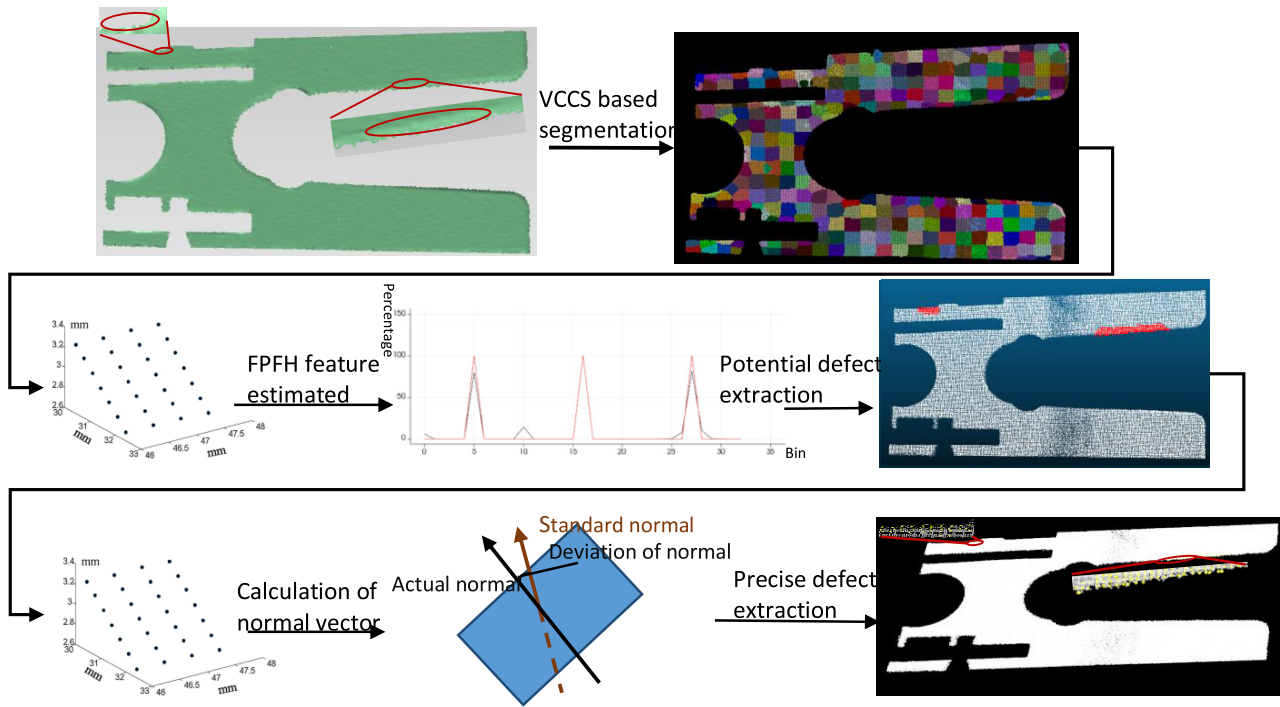 VCCS based
segmentation
mm
3.4
3.2
3
2.8
2.6
30
31
32
33
mm
46
46.5
47
47.5
48
mm
FPFH feature
estimated
Percentage
150
100
50
0
0
5
10
15
20
25
30
35
Bin
Potential defect
extraction
mm
3.4
3.2
3
2.8
2.6
30
31
32
33
mm
46
46.5
47
47.5
48
mm
Calculation of
normal vector
Standard normal
Deviation of normal
Actual normal
Precise defect
extraction